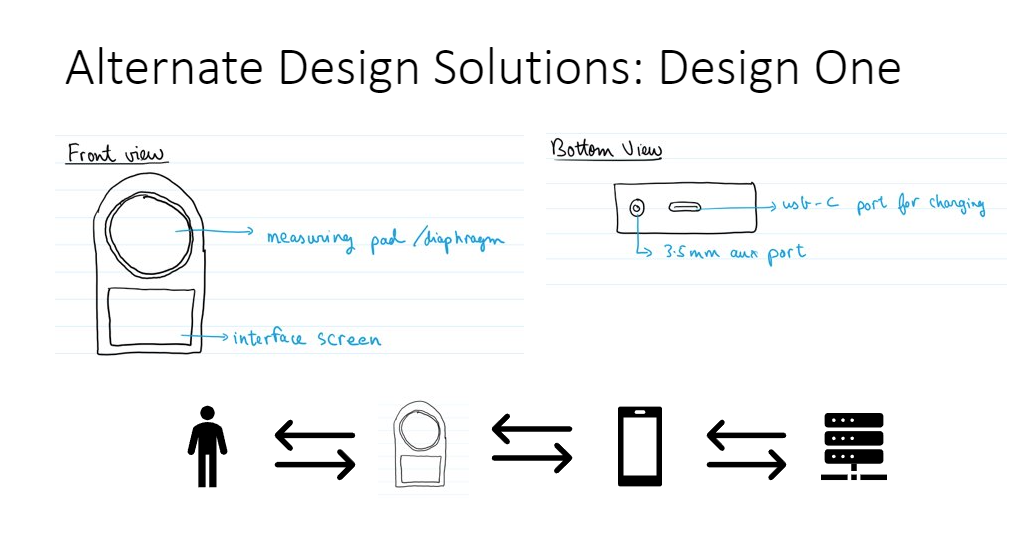 Alternate Design Solutions: Design One
Front view
measuring pad/diaphragm
interface screen
Bottom View
usb-c port for charging
3.5mm aux port